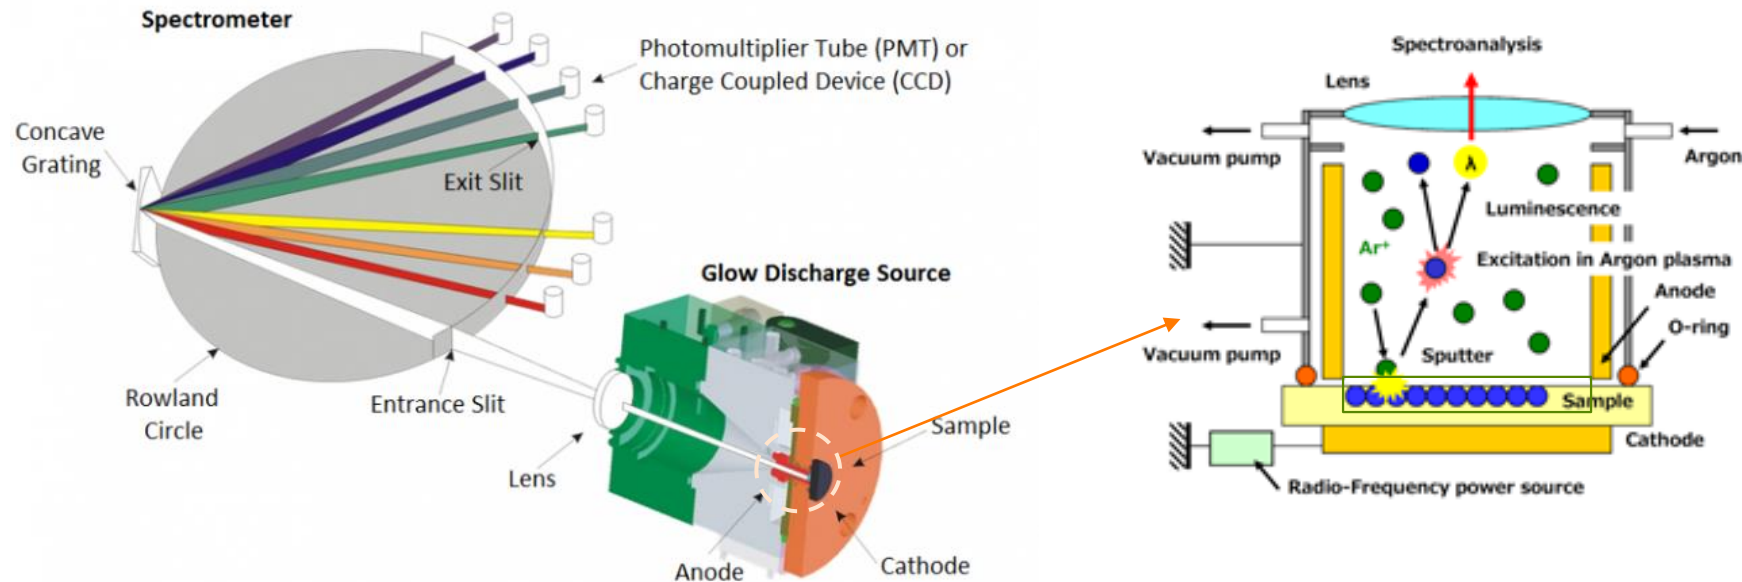 Spectrometer
Photomultiplier Tube (PMT) or
Charge Coupled Device (CCD)
Concave
Grating
Exit Slit
Glow Discharge Source
Rowland
Circle
Entrance Slit
Lens
Sample
Anode
Cathode
Spectroanalysis
Lens
Vacuum pump
Argon
λ
Luminescence
Ar⁺
Excitation in Argon plasma
Anode
O-ring
Vacuum pump
Sputter
Sample
Cathode
Radio-Frequency power source